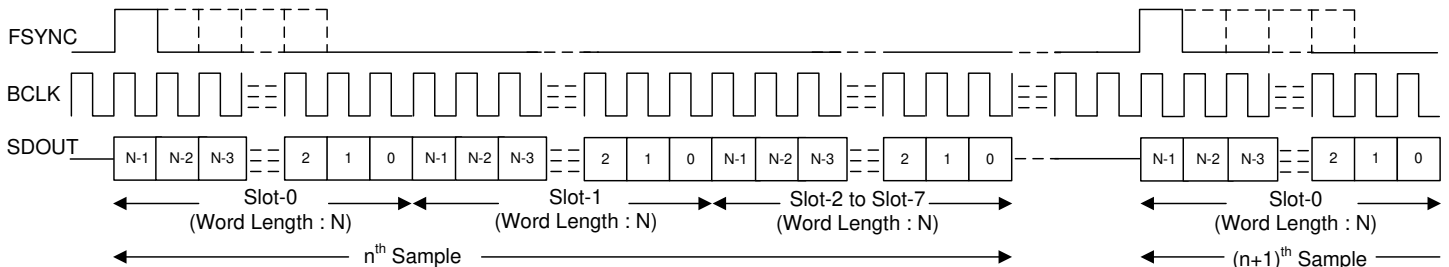 FSYNC
BCLK
SDOUT N-1 N-2 N-3 2 1 0 N-1 N-2 N-3 2 1 0 N-1 N-2 N-3 2 1 0 N-1 N-2 N-3 2 1 0
Slot-0 Slot-1 Slot-2 to Slot-7 Slot-0
(Word Length : N) (Word Length : N) (Word Length : N) (Word Length : N)
nth Sample (n+1)th Sample